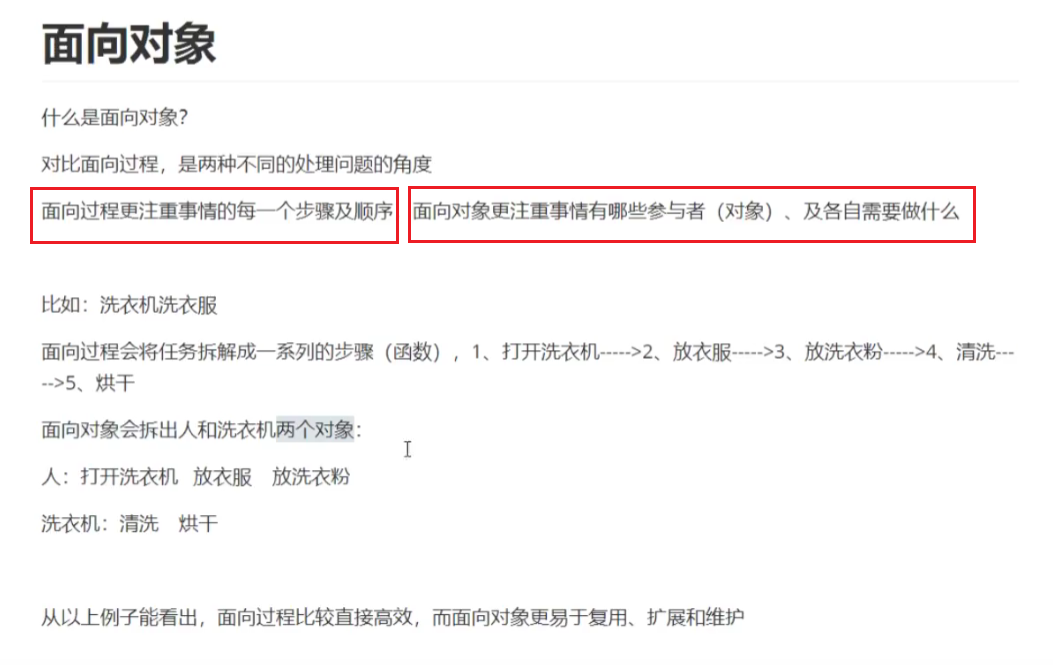 面向对象
什么是面向对象？
对比面向过程，是两种不同的处理问题的角度
面向过程更注重事情的每一个步骤及顺序 面向对象更注重事情有哪些参与者（对象）、及各自需要做什么
比如：洗衣机洗衣服
面向过程会将任务拆解成一系列的步骤（函数），1、打开洗衣机----->2、放衣服----->3、放洗衣粉----->4、清洗---
-->5、烘干
面向对象会拆出人和洗衣机两个对象：
人：打开洗衣机 放衣服 放洗衣粉
洗衣机：清洗 烘干
从以上例子能看出，面向过程比较直接高效，而面向对象更易于复用、扩展和维护